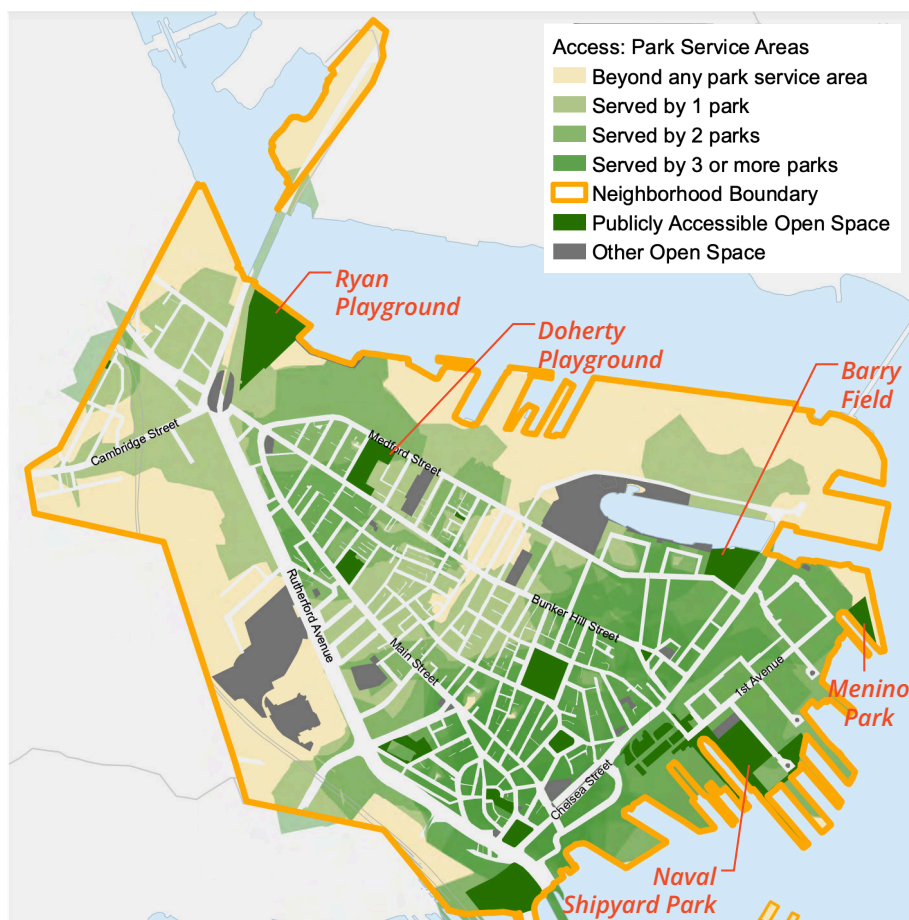 Access: Park Service Areas
Beyond any park service area
Served by 1 park
Served by 2 parks
Served by 3 or more parks
Neighborhood Boundary
Publicly Accessible Open Space
Other Open Space
Ryan
Playground
Doherty
Playground
Barry
Field
Cambridge Street
Medford Street
Rutherford Avenue
Bunker Hill Street
Main Street
1st Avenue
Menino
Park
Chelsea Street
Naval
Shipyard Park